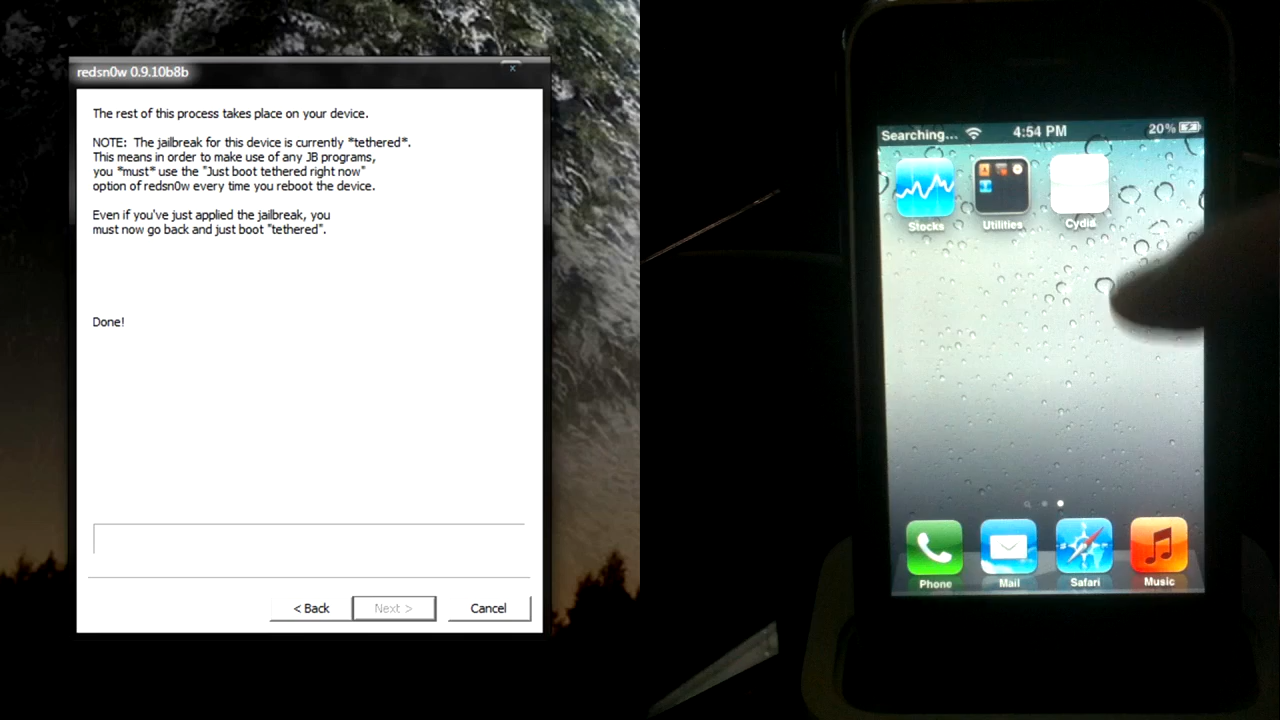 redsn0w 0.9.10b8b
x
The rest of this process takes place on your device.
NOTE: The jailbreak for this device is currently *tethered*.
This means in order to make use of any JB programs,
you *must* use the "Just boot tethered right now"
option of redsn0w every time you reboot the device.
Even if you've just applied the jailbreak, you
must now go back and just boot "tethered".
Done!
< Back
Next >
Cancel
Searching...
4:54 PM
20%
Stocks
Utilities
Cydia
Phone
Mail
Safari
Music